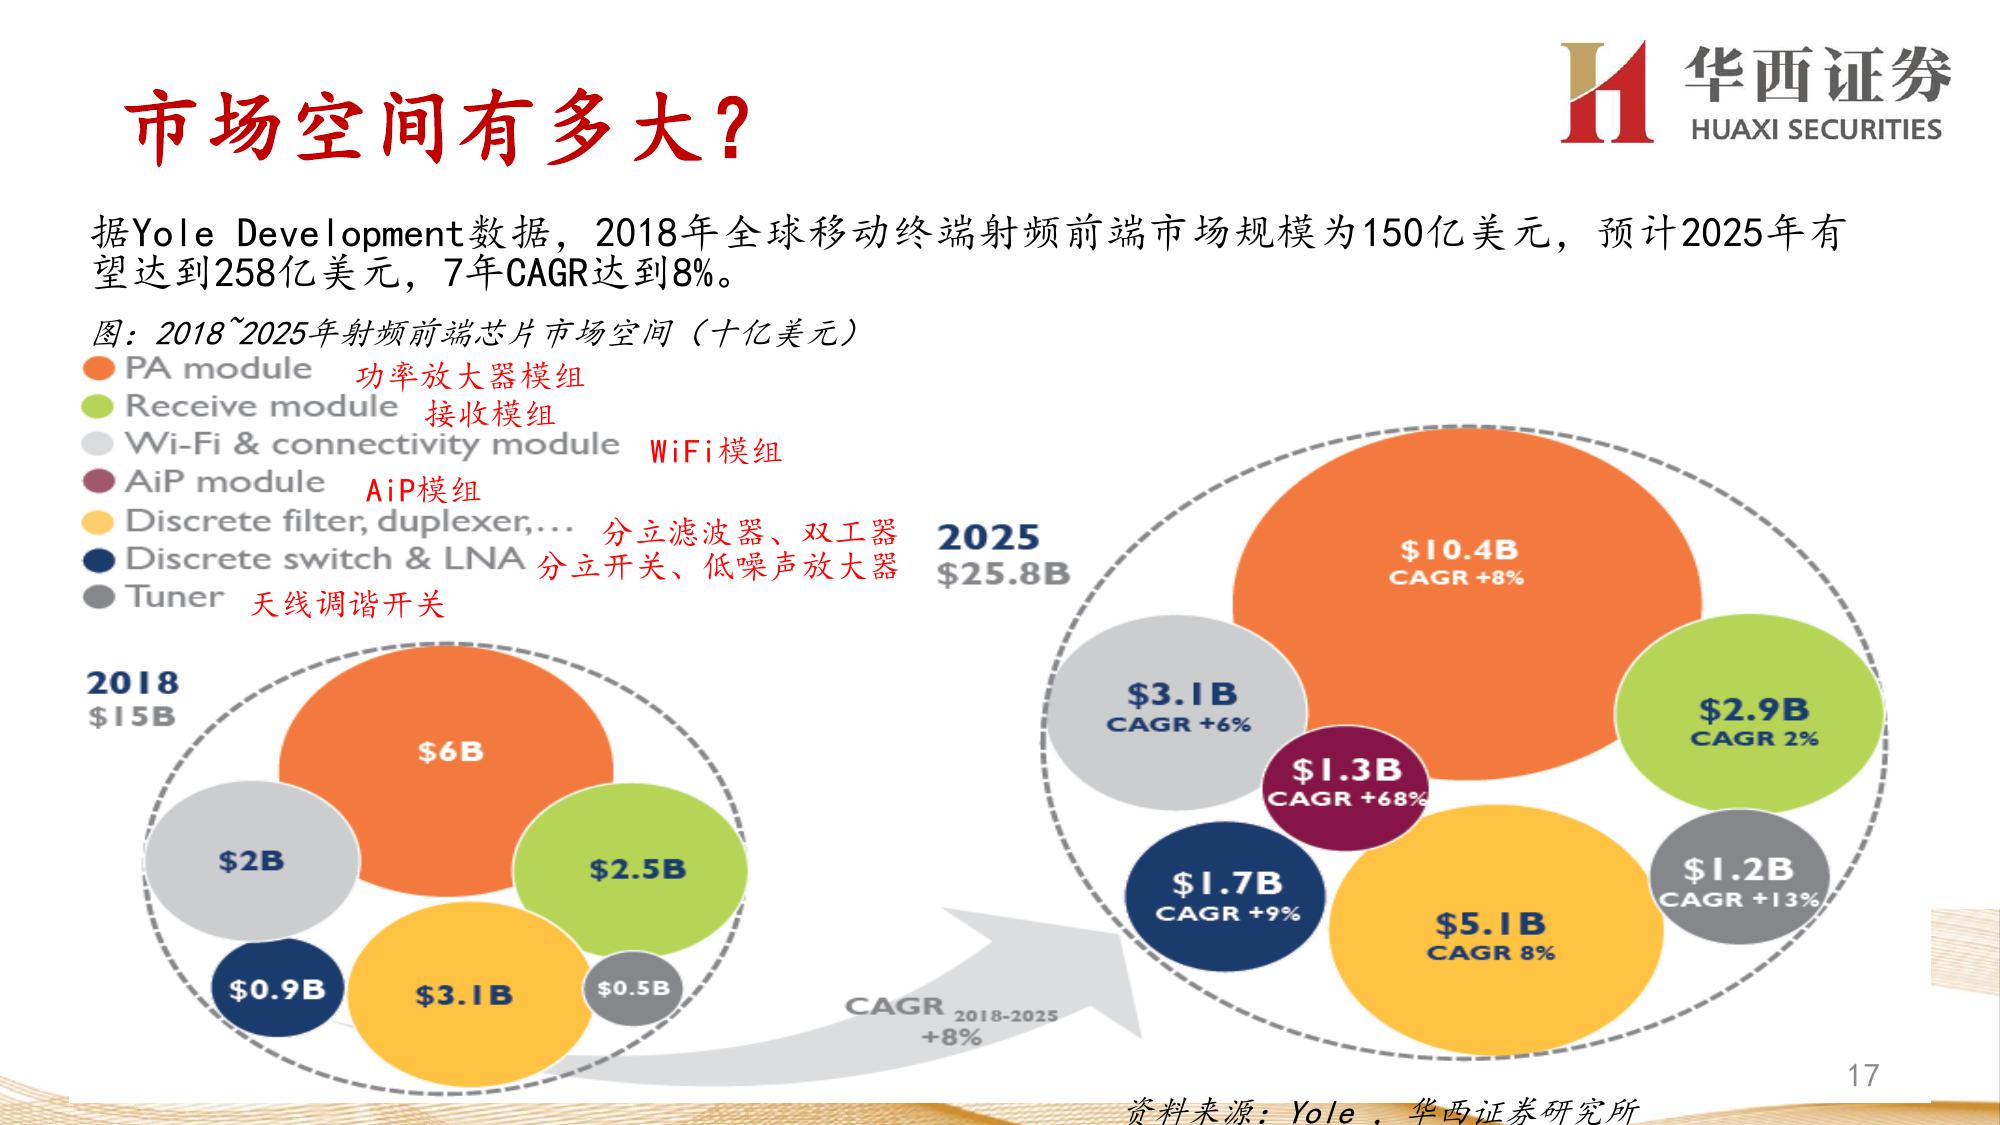 华西证券
HUAXI SECURITIES
市场空间有多大？
据Yole Development数据，2018年全球移动终端射频前端市场规模为150亿美元，预计2025年有
望达到258亿美元，7年CAGR达到8%。
图：2018~2025年射频前端芯片市场空间（十亿美元）
PA module 功率放大器模组
Receive module 接收模组
Wi-Fi & connectivity module WiFi模组
AiP module AiP模组
Discrete filter, duplexer,... 分立滤波器、双工器
Discrete switch & LNA 分立开关、低噪声放大器
Tuner 天线调谐开关
2018
$15B
$6B
$2B
$2.5B
$0.9B
$3.1B
$0.5B
CAGR 2018-2025
+8%
2025
$25.8B
$10.4B
CAGR +8%
$3.1B
CAGR +6%
$2.9B
CAGR 2%
$1.3B
CAGR +68%
$1.7B
CAGR +9%
$5.1B
CAGR 8%
$1.2B
CAGR +13%
17
资料来源：Yole ，华西证券研究所